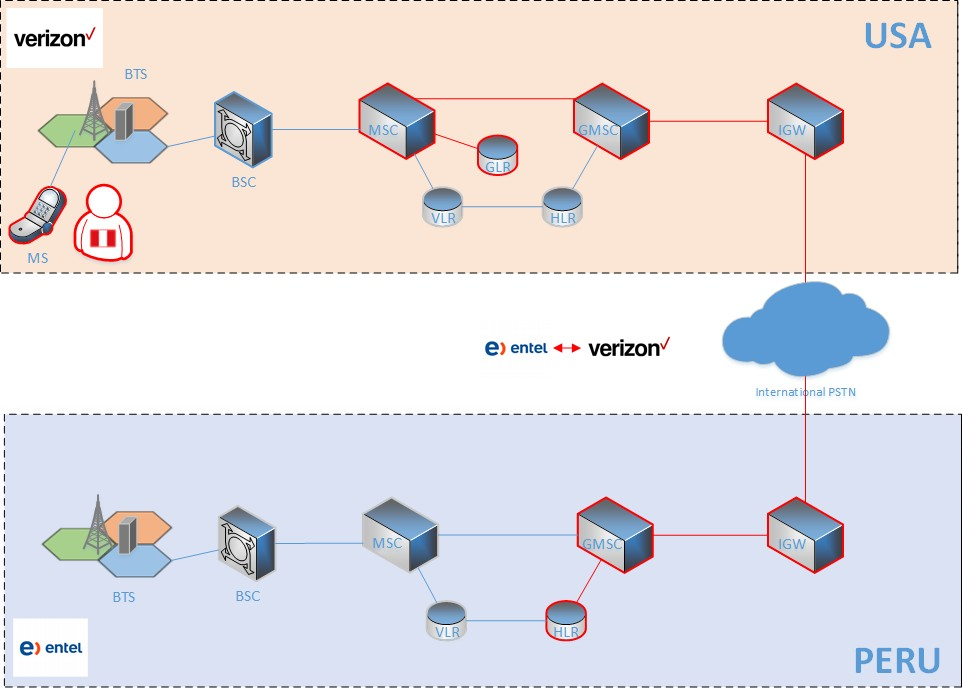 verizon
USA
BTS
MSC
GMSC
IGW
GLR
BSC
VLR
HLR
MS
entel
verizon
International PSTN
MSC
GMSC
IGW
BTS
BSC
VLR
HLR
entel
PERU